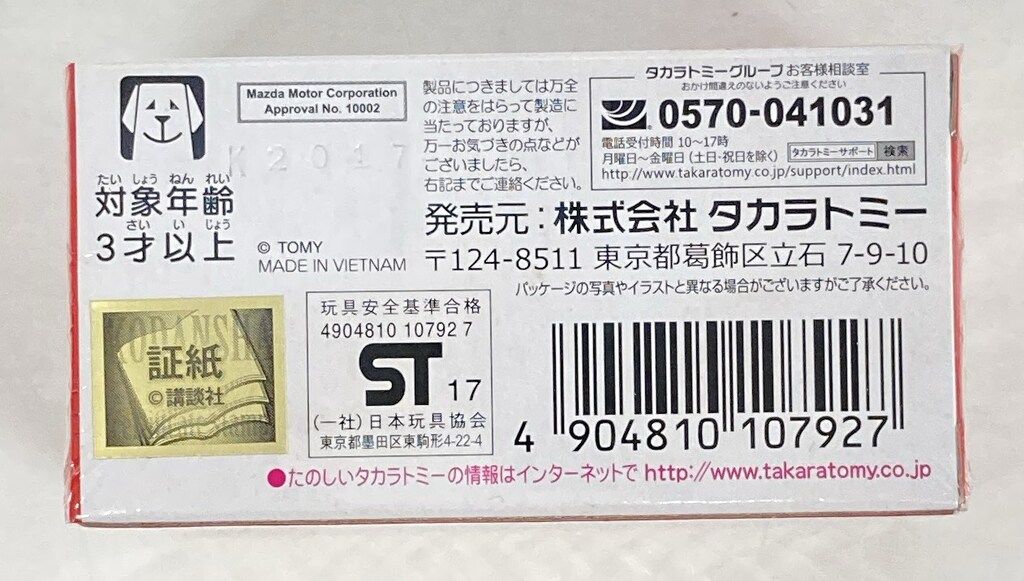 Mazda Motor Corporation
Approval No. 10002
K2017
たいしょうねんれい
対象年齢
さいいじょう
3才以上
© TOMY
MADE IN VIETNAM
製品につきましては万全
の注意をはらって製造に
当たっておりますが、
万一お気づきの点などが
ございましたら、
右記までご連絡ください。
タカラトミーグループお客様相談室
おかけ間違えのないようご注意ください
0570-041031
電話受付時間 10～17時
月曜日～金曜日 (土日・祝日を除く)
タカラトミーサポート 検索
http://www.takaratomy.co.jp/support/index.html
発売元：株式会社 タカラトミー
〒124-8511 東京都葛飾区立石 7-9-10
パッケージの写真やイラストと異なる場合がございますがご了承ください。
KODANSHA
証紙
©講談社
玩具安全基準合格
4904810 10792 7
ST 17
(一社)日本玩具協会
東京都墨田区東駒形4-22-4
4 904810 107927
●たのしいタカラトミーの情報はインターネットで http://www.takaratomy.co.jp